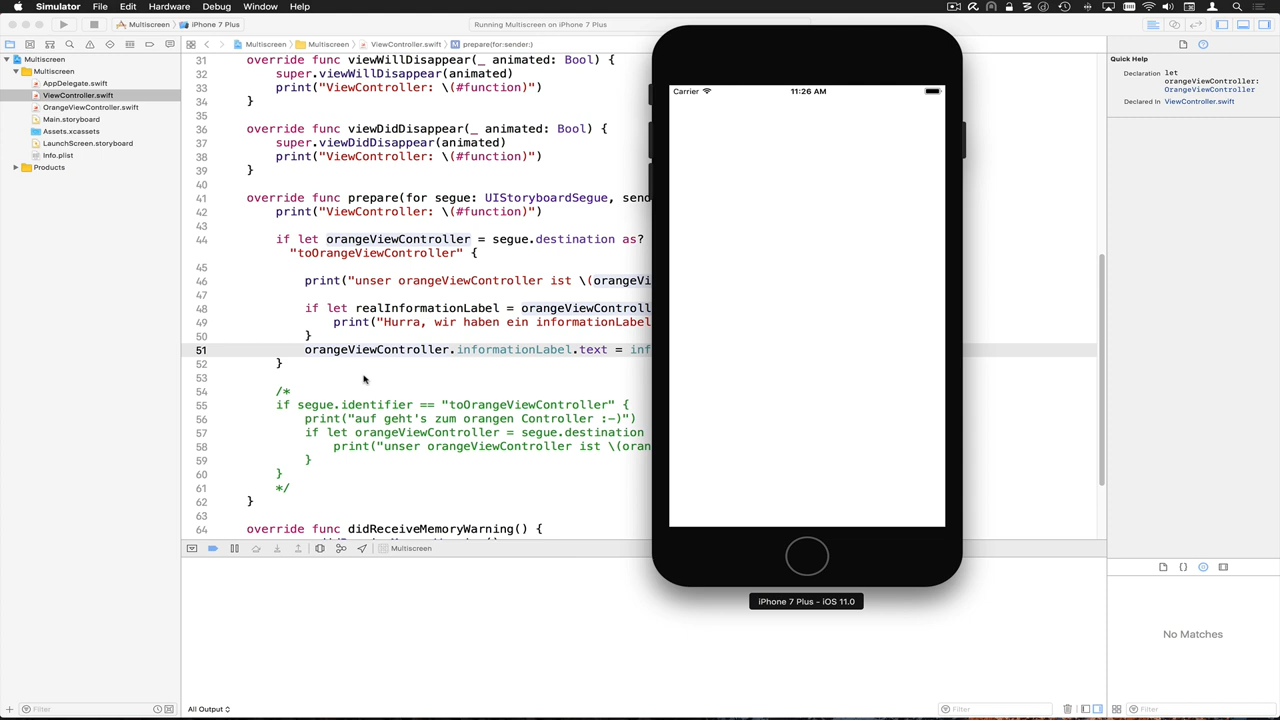 Simulator File Edit Hardware Debug Window Help
Multiscreen iPhone 7 Plus Running Multiscreen on iPhone 7 Plus
Multiscreen Multiscreen ViewController.swift M prepare(for:sender:)
Multiscreen
Multiscreen
AppDelegate.swift
ViewController.swift
OrangeViewController.swift
Main.storyboard
Assets.xcassets
LaunchScreen.storyboard
Info.plist
Products
Filter
31 override func viewWillDisappear(_ animated: Bool) {
32 super.viewWillDisappear(animated)
33 print("ViewController: \(#function)")
34 }
35
36 override func viewDidDisappear(_ animated: Bool) {
37 super.viewDidDisappear(animated)
38 print("ViewController: \(#function)")
39 }
40
41 override func prepare(for segue: UIStoryboardSegue, send
42 print("ViewController: \(#function)")
43
44 if let orangeViewController = segue.destination as?
"toOrangeViewController" {
45
46 print("unser orangeViewController ist \(orangeVi
47
48 if let realInformationLabel = orangeViewControll
49 print("Hurra, wir haben ein informationLabel
50 }
51 orangeViewController.informationLabel.text = inf
52 }
53
54 /*
55 if segue.identifier == "toOrangeViewController" {
56 print("auf geht's zum orangen Controller :-)")
57 if let orangeViewController = segue.destination
58 print("unser orangeViewController ist \(oran
59 }
60 }
61 */
62 }
63
64 override func didReceiveMemoryWarning() {
Multiscreen
All Output
Filter
Carrier 11:26 AM
iPhone 7 Plus – iOS 11.0
Quick Help
Declaration let
orangeViewController:
OrangeViewController
Declared In ViewController.swift
No Matches
Filter